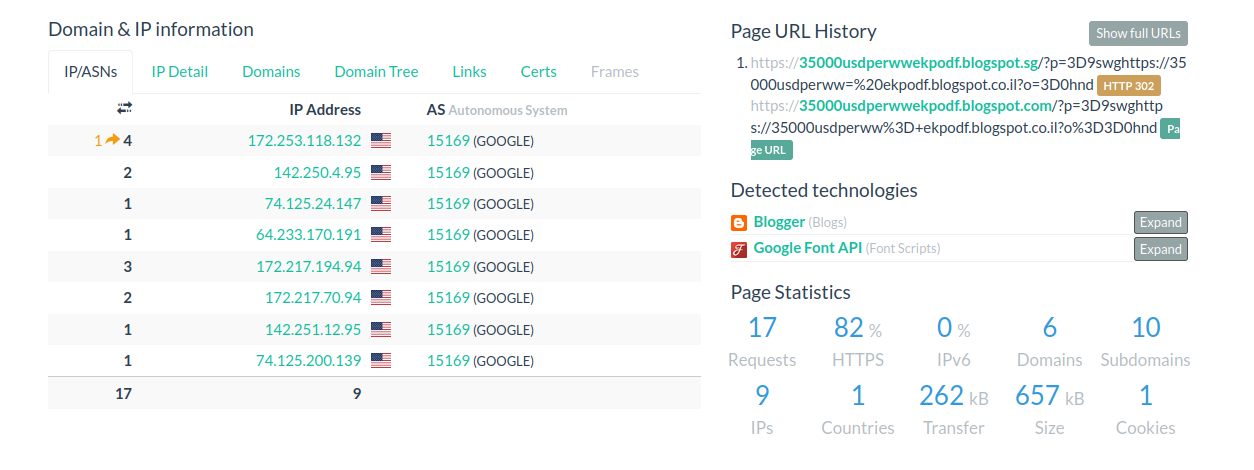 Domain & IP information
IP/ASNs IP Detail Domains Domain Tree Links Certs Frames
IP Address AS Autonomous System
1 4 172.253.118.132 15169 (GOOGLE)
2 142.250.4.95 15169 (GOOGLE)
1 74.125.24.147 15169 (GOOGLE)
1 64.233.170.191 15169 (GOOGLE)
3 172.217.194.94 15169 (GOOGLE)
2 172.217.70.94 15169 (GOOGLE)
1 142.251.12.95 15169 (GOOGLE)
1 74.125.200.139 15169 (GOOGLE)
17 9
Page URL History Show full URLs
1. https://35000usdperwwekpodf.blogspot.sg/?p=3D9swghttps://35
000usdperww=%20ekpodf.blogspot.co.il?o=3D0hnd HTTP 302
https://35000usdperwwekpodf.blogspot.com/?p=3D9swghttp
s://35000usdperww%3D+ekpodf.blogspot.co.il?o%3D3D0hnd Pa
ge URL
Detected technologies
Blogger (Blogs) Expand
Google Font API (Font Scripts) Expand
Page Statistics
17 82 % 0 % 6 10
Requests HTTPS IPv6 Domains Subdomains
9 1 262 kB 657 kB 1
IPs Countries Transfer Size Cookies